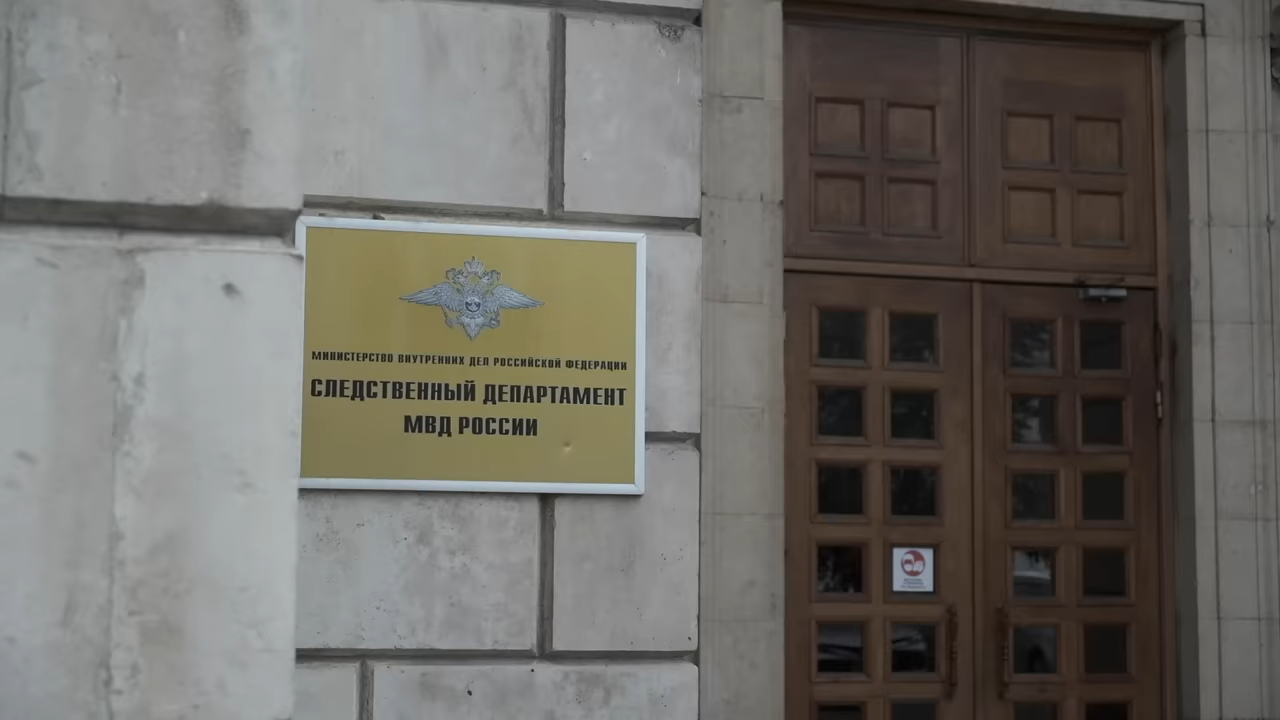 МИНИСТЕРСТВО ВНУТРЕННИХ ДЕЛ РОССИЙСКОЙ ФЕДЕРАЦИИ
СЛЕДСТВЕННЫЙ ДЕПАРТАМЕНТ
МВД РОССИИ